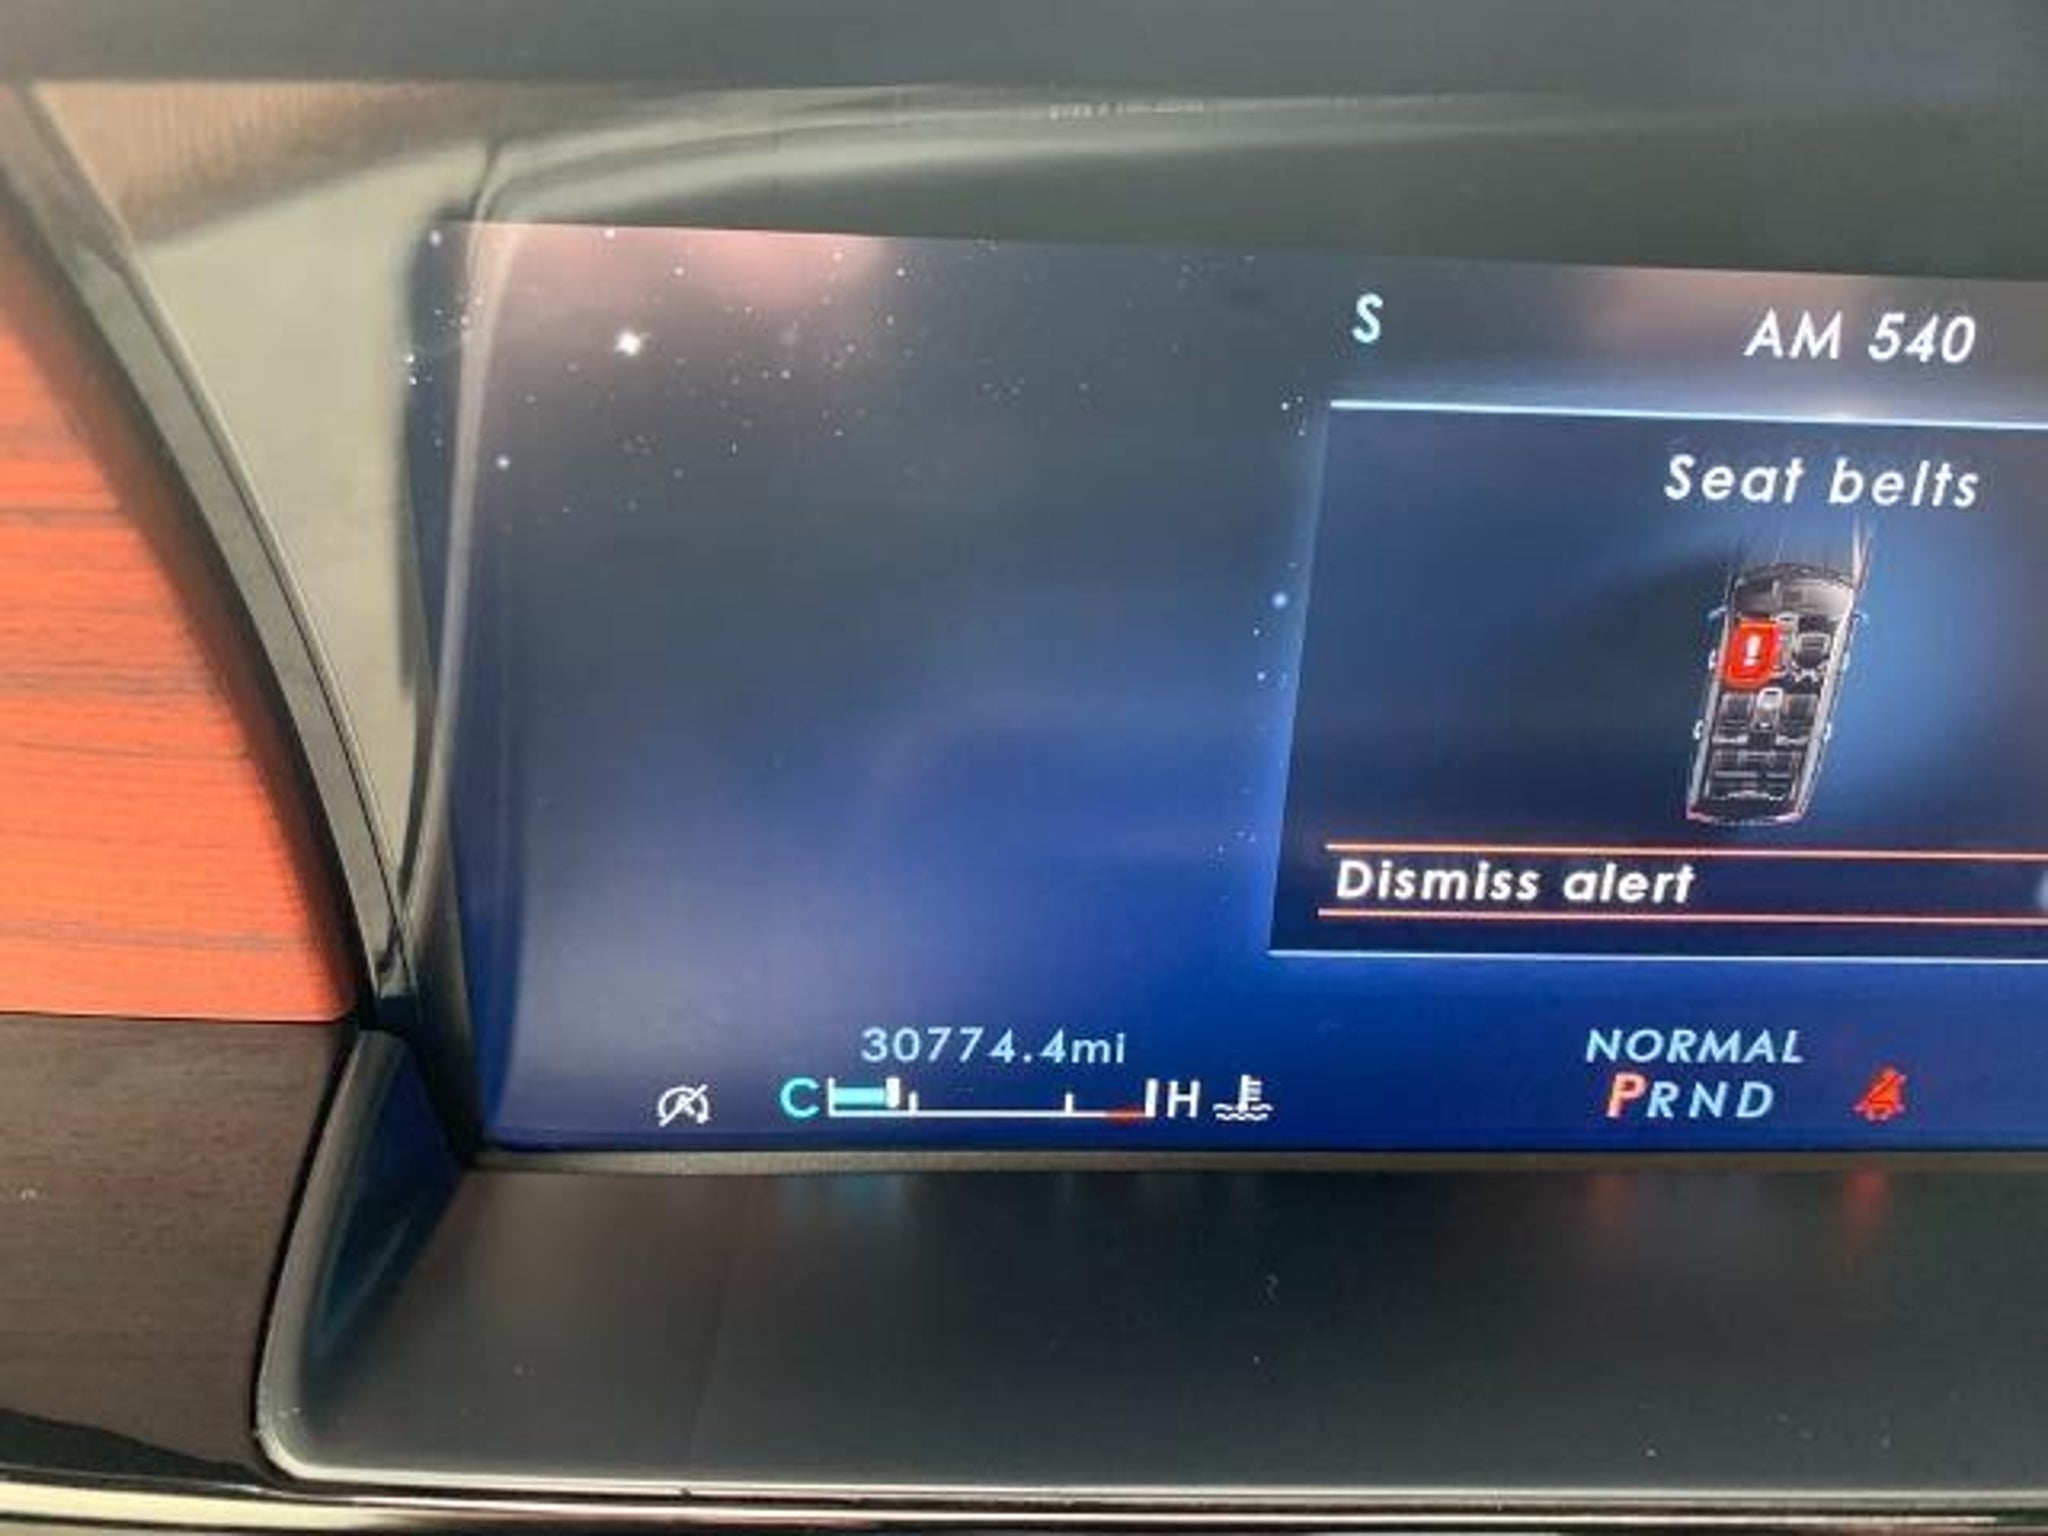 S
AM 540
Seat belts
Dismiss alert
30774.4mi
NORMAL
C H
PRND